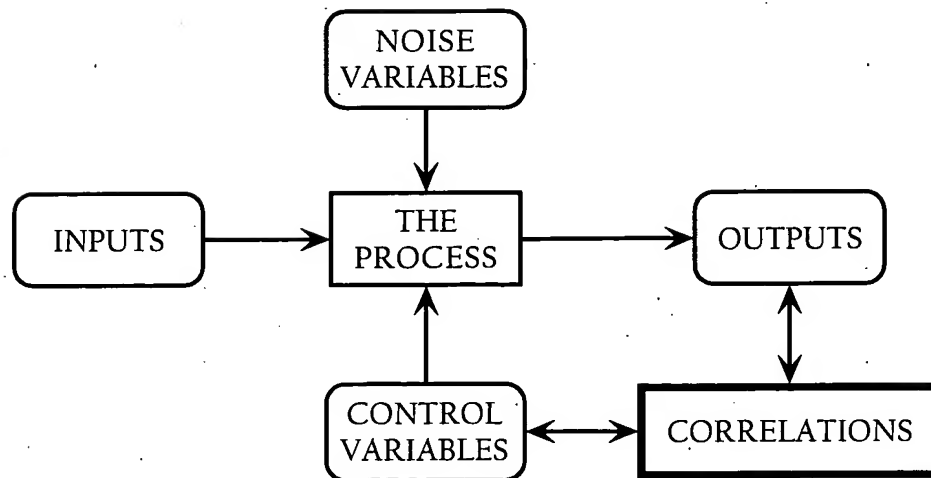 NOISE
VARIABLES
INPUTS
THE
PROCESS
OUTPUTS
CONTROL
VARIABLES
CORRELATIONS